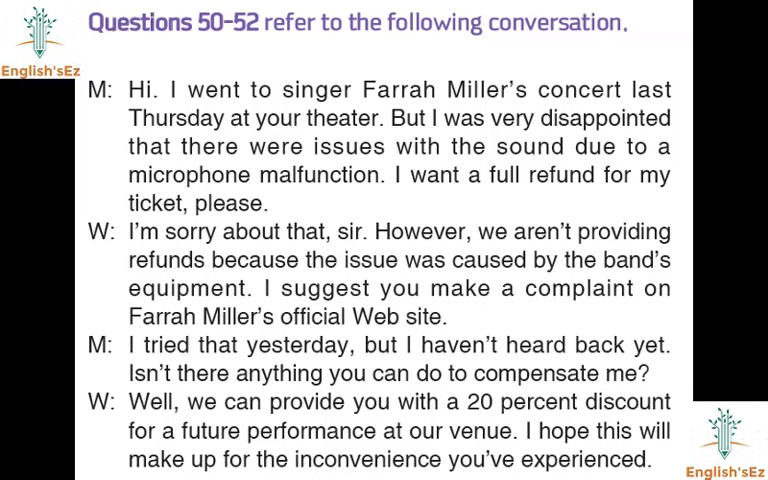 Questions 50-52 refer to the following conversation.
English'sEz
M: Hi. I went to singer Farrah Miller's concert last
Thursday at your theater. But I was very disappointed
that there were issues with the sound due to a
microphone malfunction. I want a full refund for my
ticket, please.
W: I'm sorry about that, sir. However, we aren't providing
refunds because the issue was caused by the band's
equipment. I suggest you make a complaint on
Farrah Miller's official Web site.
M: I tried that yesterday, but I haven't heard back yet.
Isn't there anything you can do to compensate me?
W: Well, we can provide you with a 20 percent discount
for a future performance at our venue. I hope this will
make up for the inconvenience you've experienced.
English'sEz